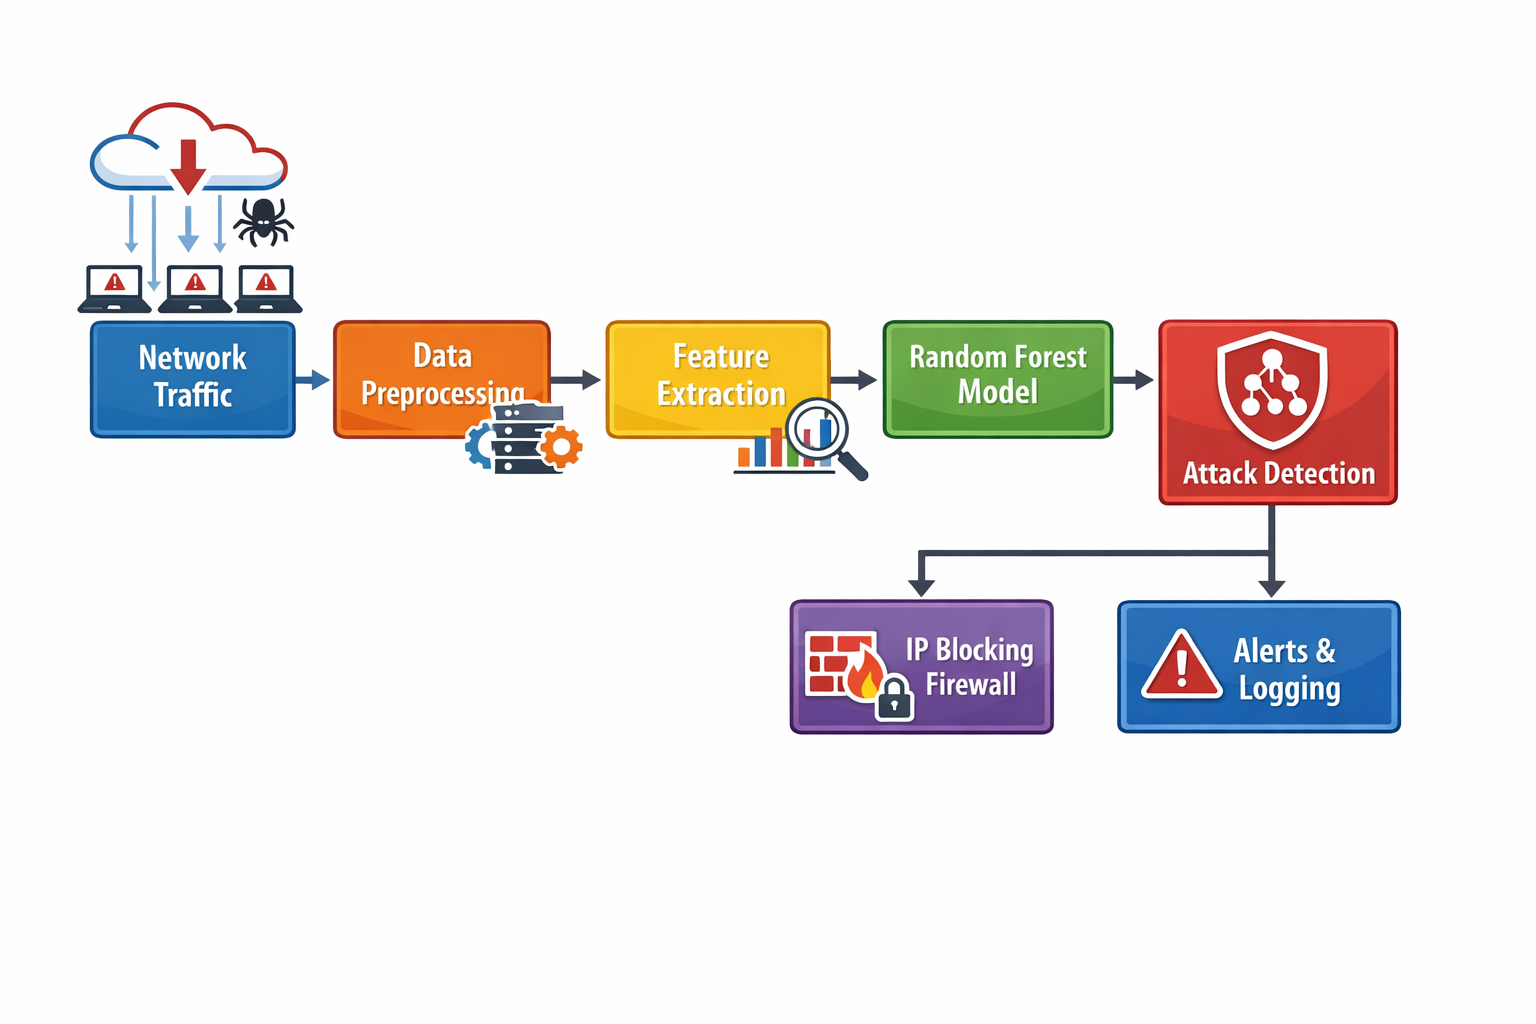 Network
Traffic
Data
Preprocessing
Feature
Extraction
Random Forest
Model
Attack Detection
IP Blocking
Firewall
Alerts &
Logging